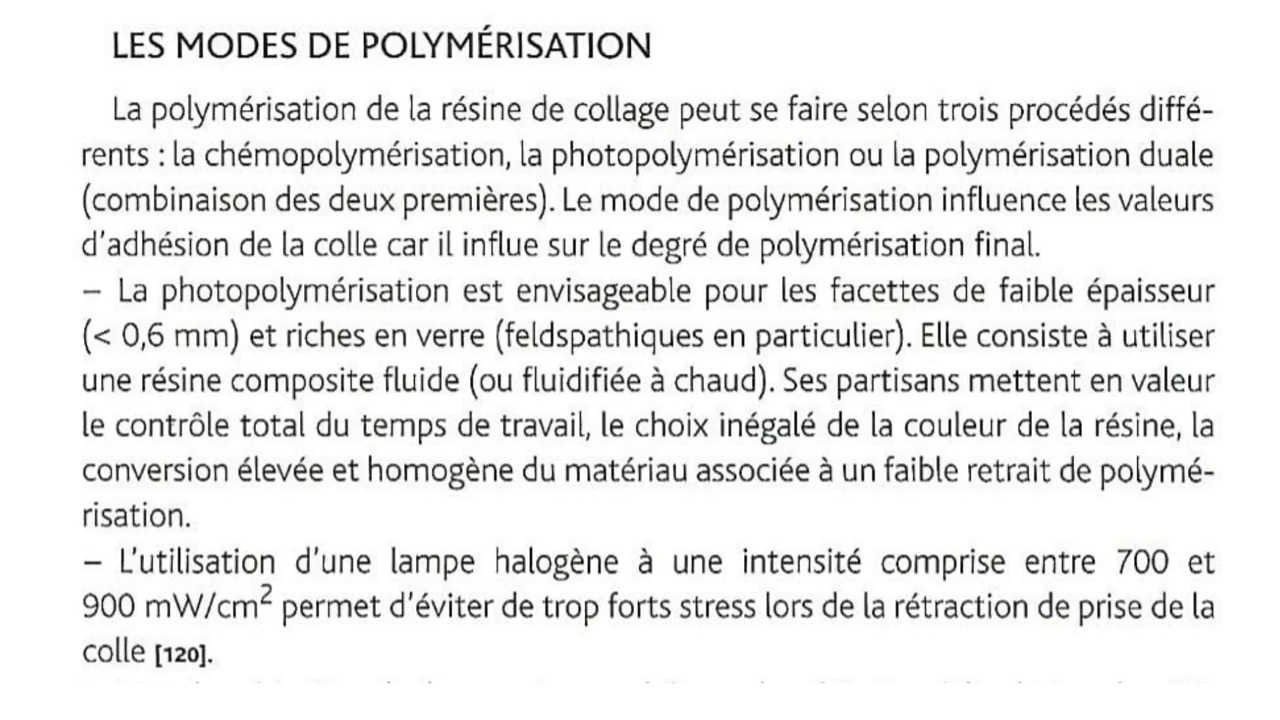 LES MODES DE POLYMÉRISATION
La polymérisation de la résine de collage peut se faire selon trois procédés diffé-
rents : la chémopolymérisation, la photopolymérisation ou la polymérisation duale
(combinaison des deux premières). Le mode de polymérisation influence les valeurs
d'adhésion de la colle car il influe sur le degré de polymérisation final.
– La photopolymérisation est envisageable pour les facettes de faible épaisseur
(< 0,6 mm) et riches en verre (feldspathiques en particulier). Elle consiste à utiliser
une résine composite fluide (ou fluidifiée à chaud). Ses partisans mettent en valeur
le contrôle total du temps de travail, le choix inégalé de la couleur de la résine, la
conversion élevée et homogène du matériau associée à un faible retrait de polymé-
risation.
– L'utilisation d'une lampe halogène à une intensité comprise entre 700 et
900 mW/cm² permet d'éviter de trop forts stress lors de la rétraction de prise de la
colle [120].